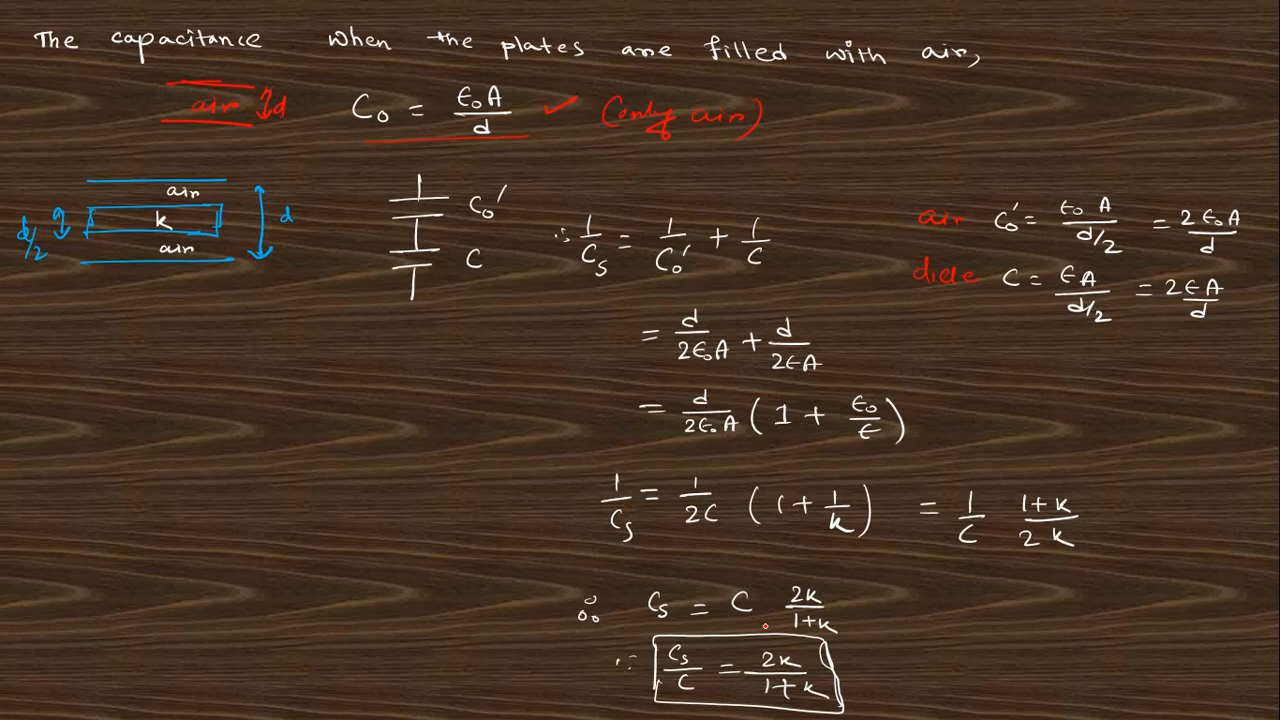 The capacitance when the plates are filled with air,
air d C₀ = ϵ₀A/d ✓ (only air)
air
d/2 k d
air
C₀′
C
∵ 1/Cₛ = 1/C₀′ + 1/C
air C₀′ = ϵ₀A/(d/2) = 2ϵ₀A/d
diele C = ϵA/(d/2) = 2ϵA/d
= d/2ϵ₀A + d/2ϵA
= d/2ϵ₀A (1 + ϵ₀/ϵ)
1/Cₛ = 1/2C (1 + 1/k) = 1/C 1+k/2k
∴ Cₛ = C 2k/1+k
∵ Cₛ/C = 2k/1+k